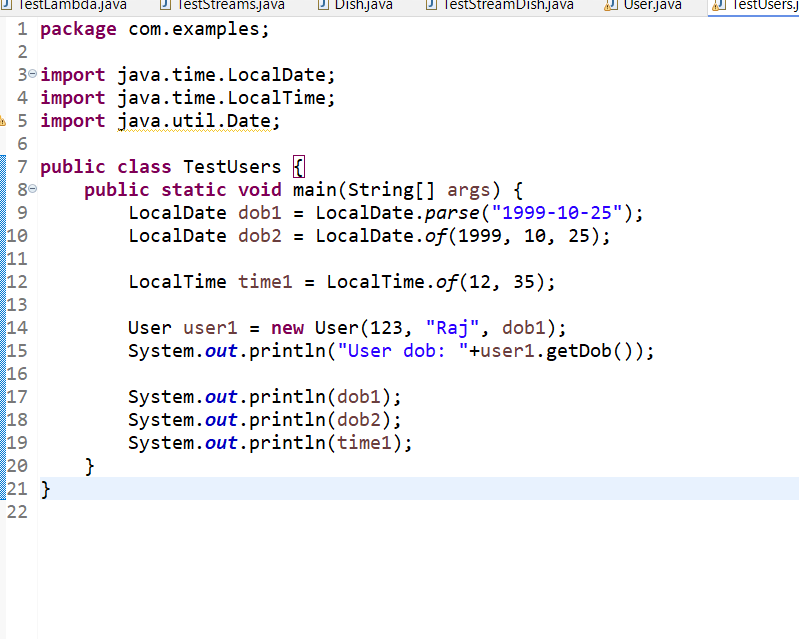 TestLambda.java TestStreams.java Dish.java TestStreamDish.java User.java TestUsers.j
1 package com.examples;
2
3 import java.time.LocalDate;
4 import java.time.LocalTime;
5 import java.util.Date;
6
7 public class TestUsers {
8 public static void main(String[] args) {
9 LocalDate dob1 = LocalDate.parse("1999-10-25");
10 LocalDate dob2 = LocalDate.of(1999, 10, 25);
11
12 LocalTime time1 = LocalTime.of(12, 35);
13
14 User user1 = new User(123, "Raj", dob1);
15 System.out.println("User dob: "+user1.getDob());
16
17 System.out.println(dob1);
18 System.out.println(dob2);
19 System.out.println(time1);
20 }
21 }
22